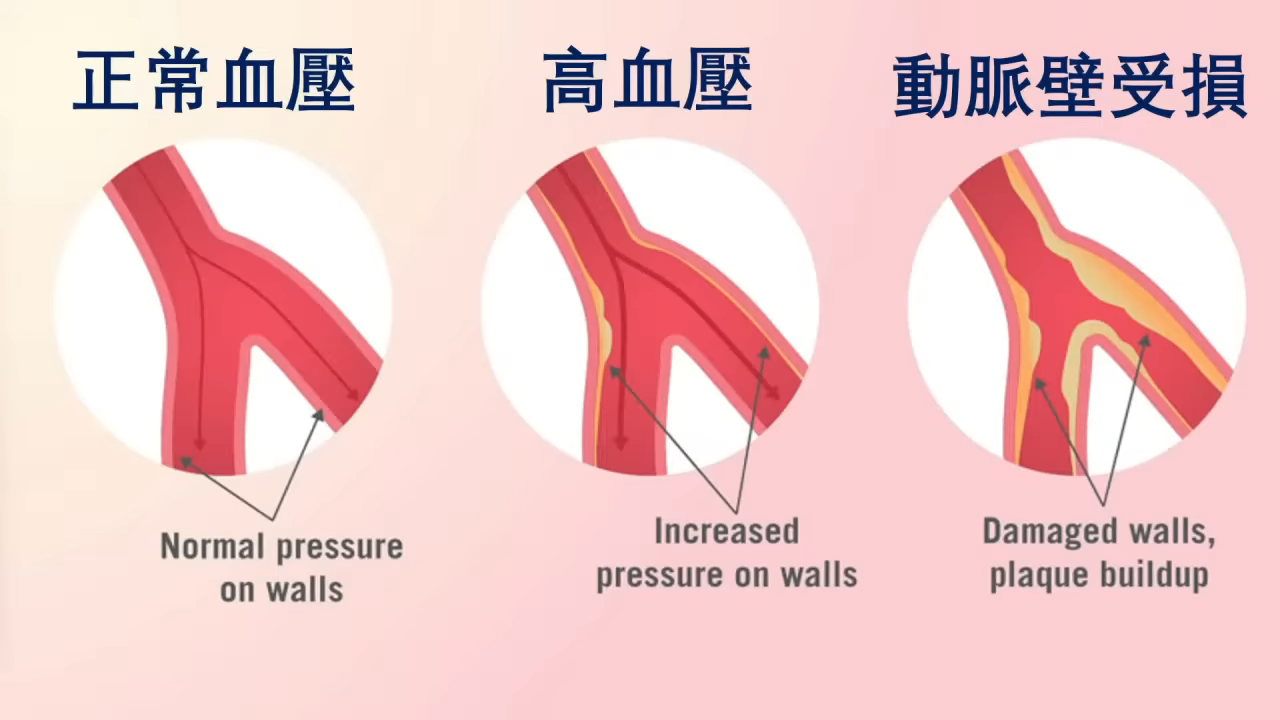 正常血壓
高血壓
動脈壁受損
Normal pressure
on walls
Increased
pressure on walls
Damaged walls,
plaque buildup